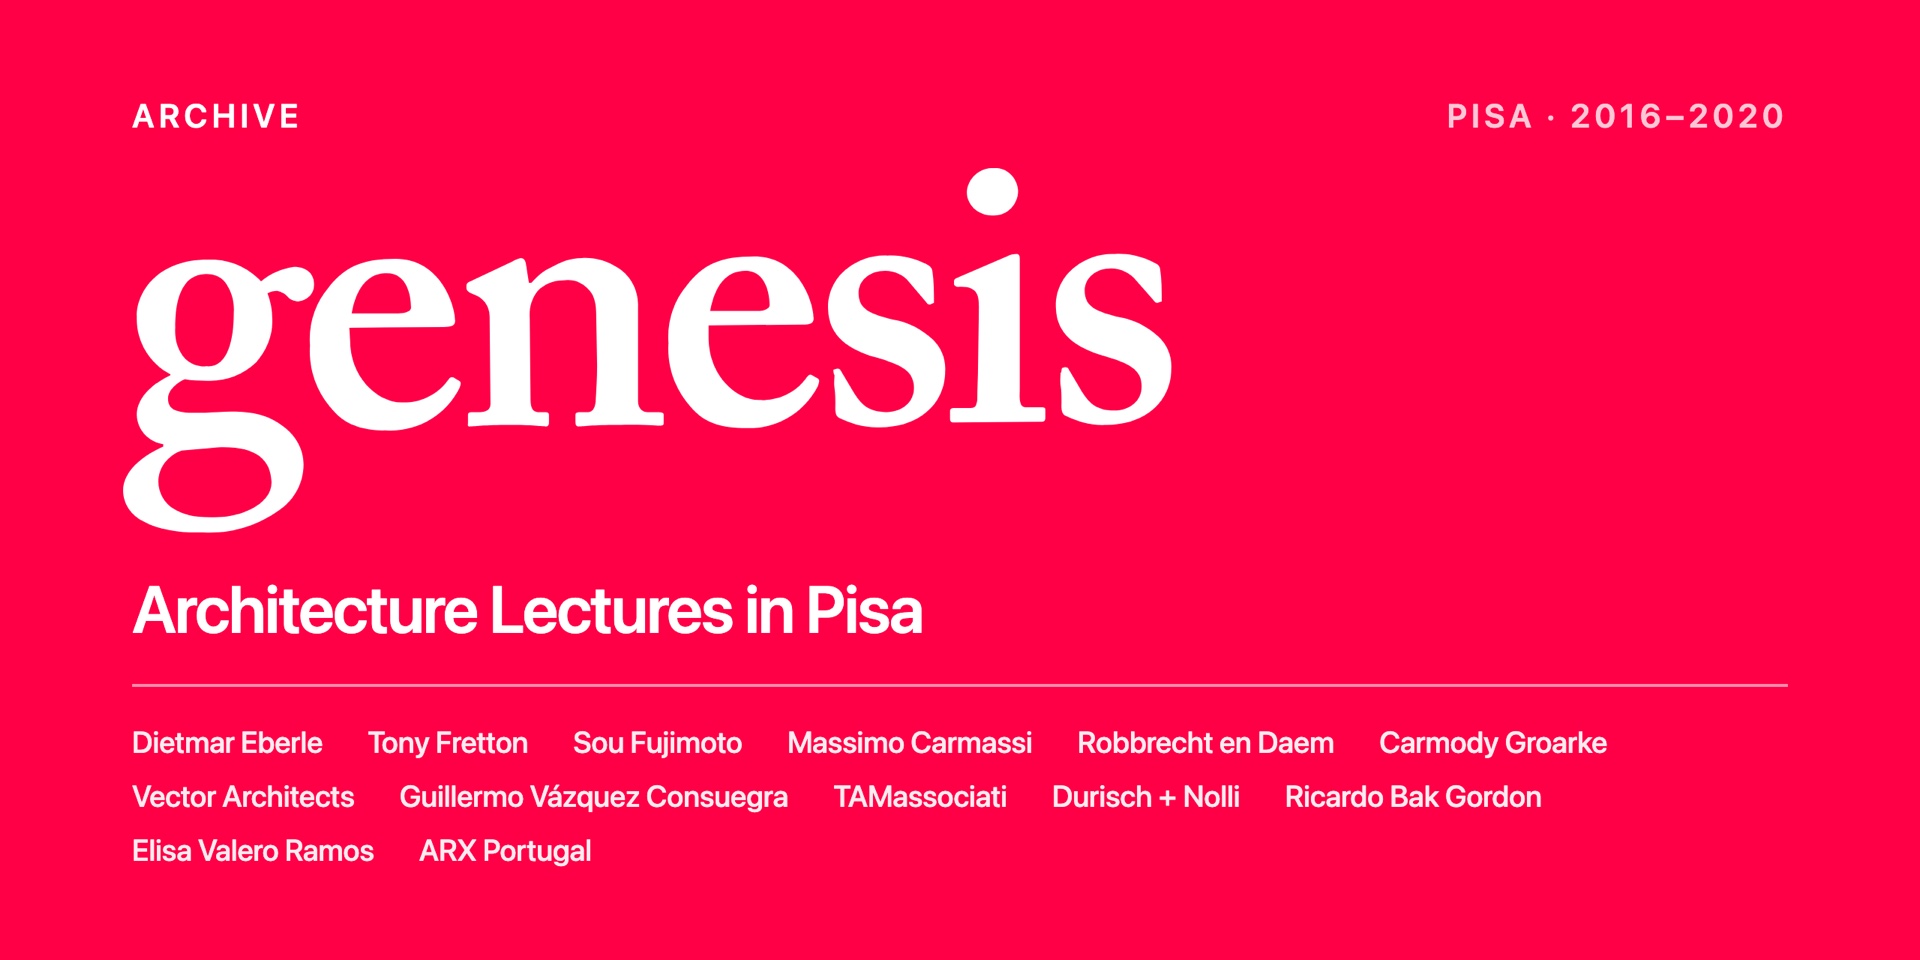 ARCHIVE
PISA · 2016–2020
genesis
Architecture Lectures in Pisa
Dietmar Eberle Tony Fretton Sou Fujimoto Massimo Carmassi Robbrecht en Daem Carmody Groarke
Vector Architects Guillermo Vázquez Consuegra TAMassociati Durisch + Nolli Ricardo Bak Gordon
Elisa Valero Ramos ARX Portugal